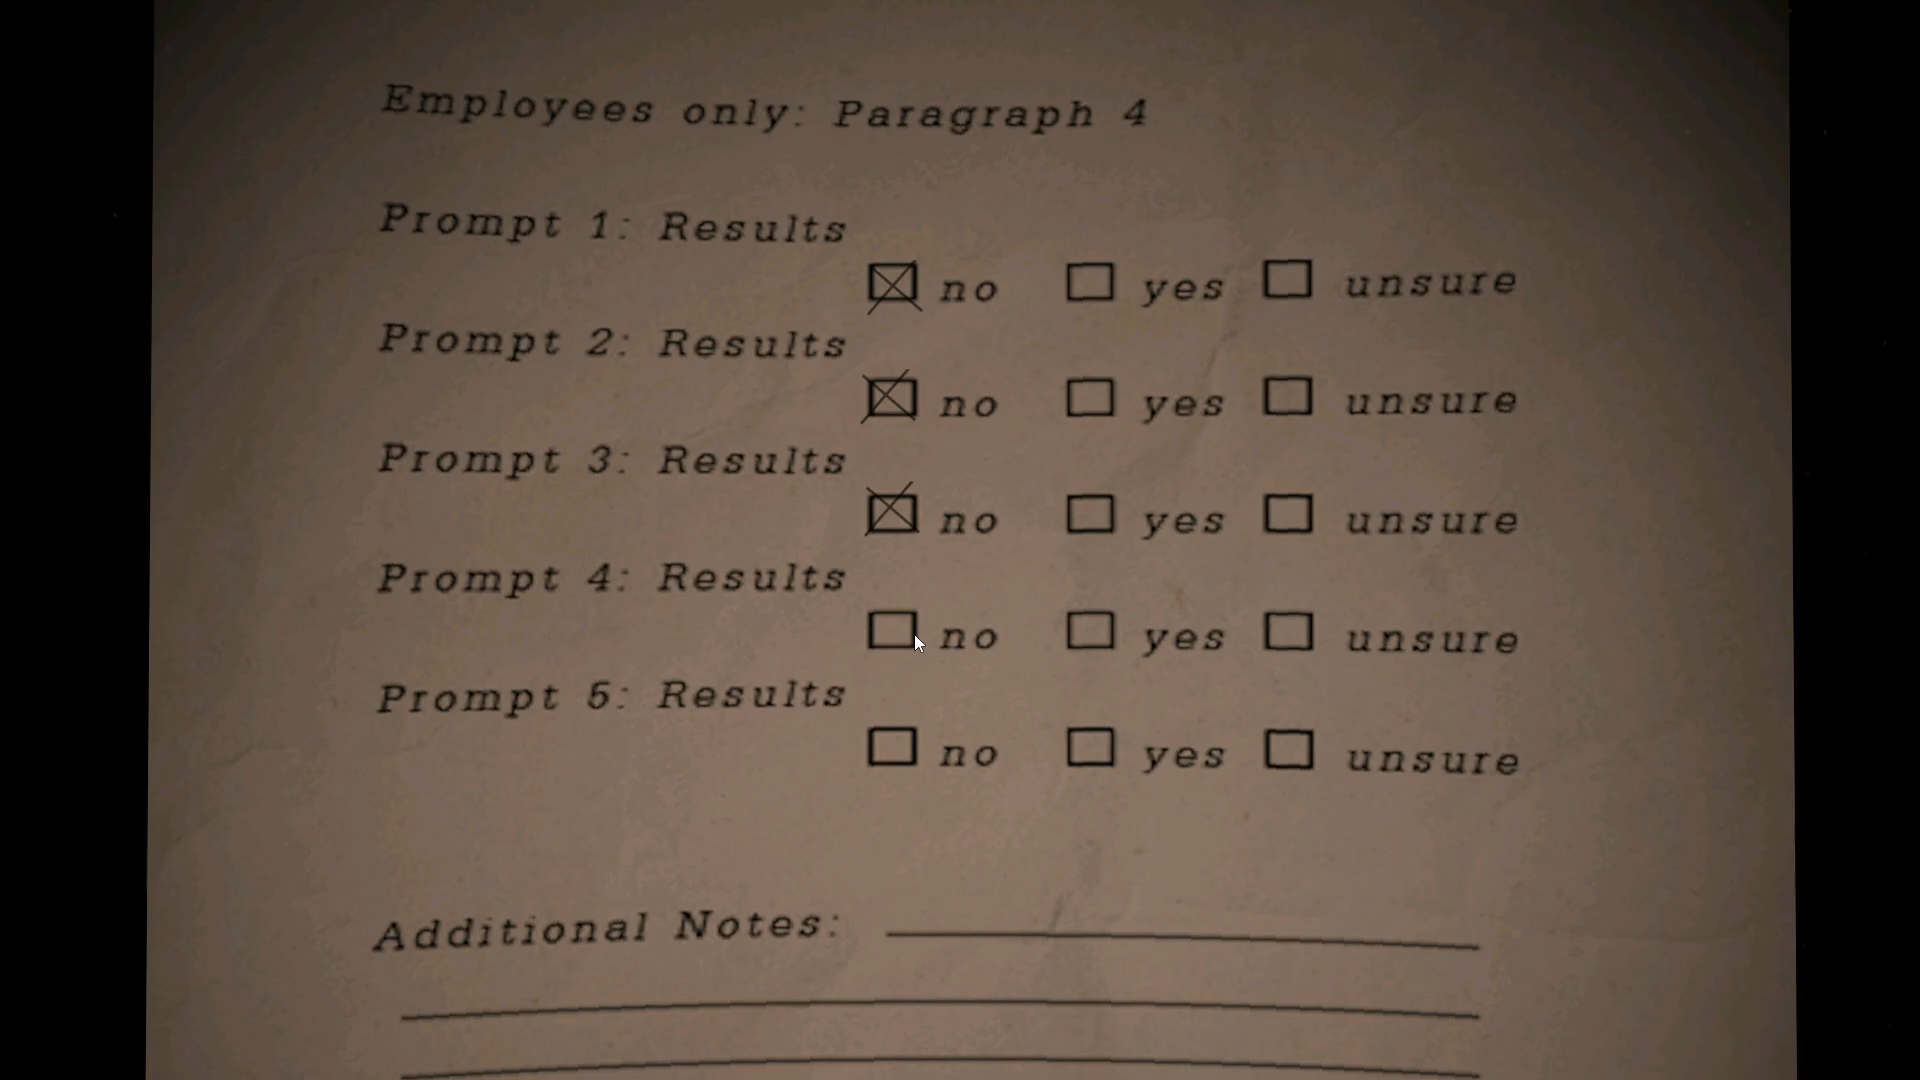 Employees only: Paragraph 4
Prompt 1: Results
no yes unsure
Prompt 2: Results
no yes unsure
Prompt 3: Results
no yes unsure
Prompt 4: Results
no yes unsure
Prompt 5: Results
no yes unsure
Additional Notes: